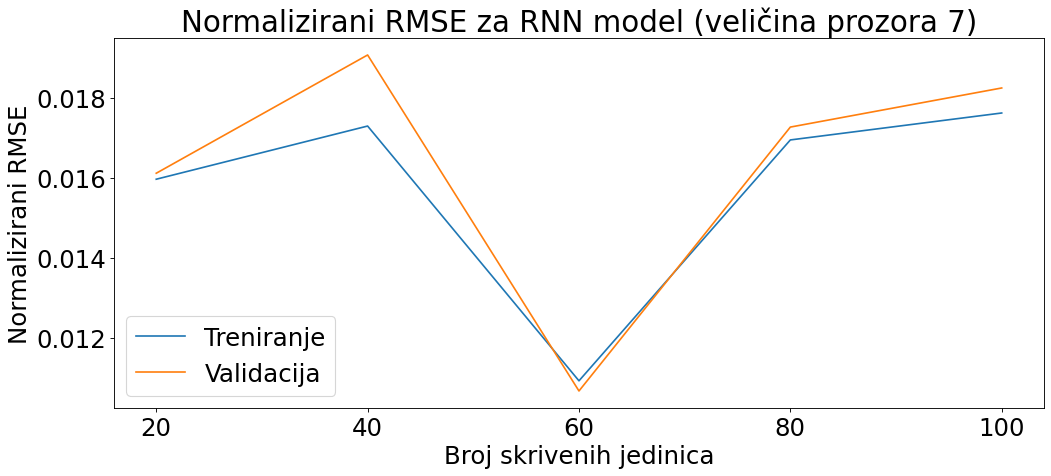 Normalizirani RMSE za RNN model (veličina prozora 7)
Normalizirani RMSE
0.018
0.016
0.014
0.012
Treniranje
Validacija
20 40 60 80 100
Broj skrivenih jedinica